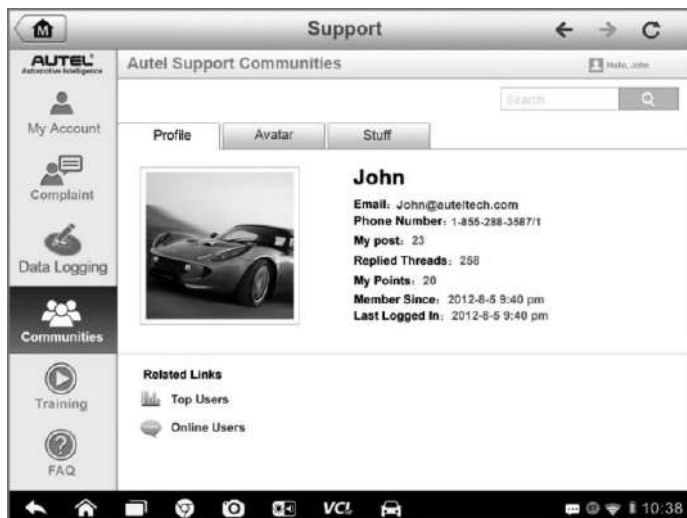 M
Support
AUTEL
Automotive Intelligence
Autel Support Communities
Hello, John
Search
My Account
Complaint
Data Logging
Communities
Training
FAQ
Profile
Avatar
Stuff
John
Email: John@auteltech.com
Phone Number: 1-855-288-3587/1
My post: 23
Replied Threads: 258
My Points: 20
Member Since: 2012-8-5 9:40 pm
Last Logged In: 2012-8-5 9:40 pm
Related Links
Top Users
Online Users
VCI
10:38